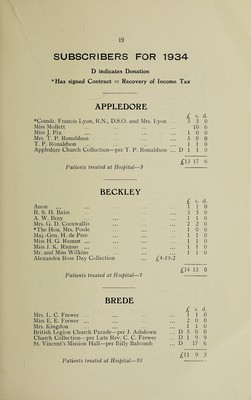 19
SUBSCRIBERS FOR 1934
D indicates Donation
*Has signed Contract re Recovery of Income Tax
APPLEDORE
£ s. d.
*Comdr. Francis Lyon, R.N., D.S.O. and Mrs. Lyon 5 5 0
Miss Mollett ... 10 6
Miss J. Pia ... 1 0 0
Mrs. T. P. Ronaldson ... 3 0 0
T. P. Ronaldson ... 1 1 0
Appledore Church Collection—per T. P. Ronaldson ... D 1 1 0
£13 17 6
Patients treated at Hospital—9
BECKLEY
£ s. d.
Anon ... 1 1 0
R. S. H. Baiss 5 5 0
A. W. Bray 1 1 0
Mrs. G. D. Cornwallis 2 2 0
*The Hon. Mrs. Poole 1 0 0
Maj.-Gen. H. de Pree 1 1 0
Miss H. G. Ramus ... 1 1 0
Miss J. K. Ramus ... 1 1 0
Mr. and Miss Wilkins 1 1 0
Alexandra Rose Day Collection ... £4-19-2
£14 13 0
Patients treated at Hospital—1
BREDE
£ s. d.
Mrs. L. C. Frewer 1 1 0
Miss E. E. Frewer ... 2 0 0
Mrs. Kingdon 1 1 0
British Legion Church Parade—per J. Ashdown ... D 5 0 0
Church Collection—per Late Rev. C. C. Frewer ... D 1 9 9
St. Vincent's Mission Hall—per Billy Balcomb ... D 17 6
£11 9 3
Patients treated at Hospital—10